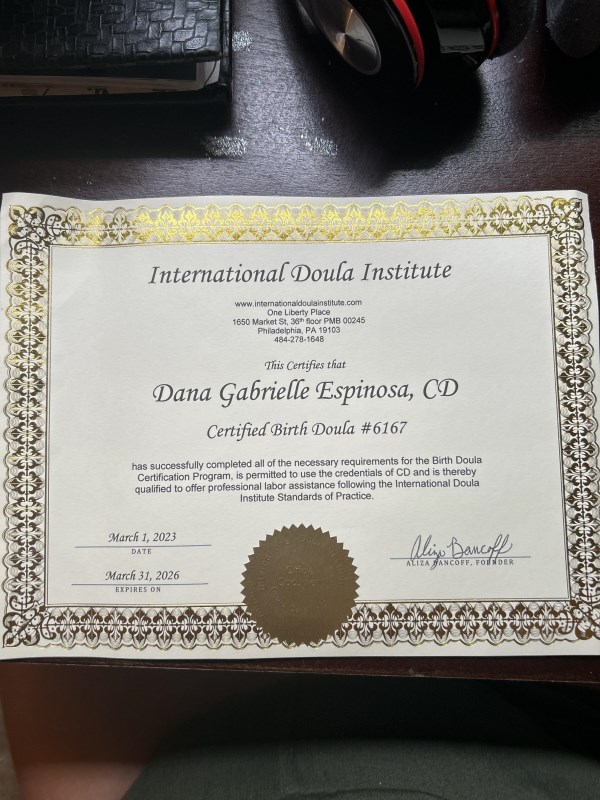 International Doula Institute
www.internationaldoulainstitute.com
One Liberty Place
1650 Market St, 36th floor PMB 00245
Philadelphia, PA 19103
484-278-1648
This Certifies that
Dana Gabrielle Espinosa, CD
Certified Birth Doula #6167
has successfully completed all of the necessary requirements for the Birth Doula
Certification Program, is permitted to use the credentials of CD and is thereby
qualified to offer professional labor assistance following the International Doula
Institute Standards of Practice.
March 1, 2023
DATE
March 31, 2026
EXPIRES ON
Aliza Bancoff
ALIZA BANCOFF, FOUNDER